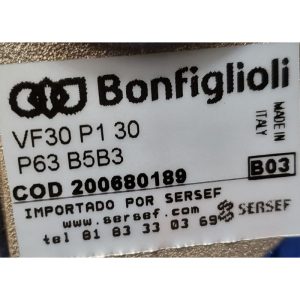 Bonfiglioli
VF30 P1 30
P63 B5B3
MADE IN
ITALY
COD 200680189
B03
IMPORTADO POR SERSEF
www.sersef.com
tel 81 83 33 03 69
SERSEF